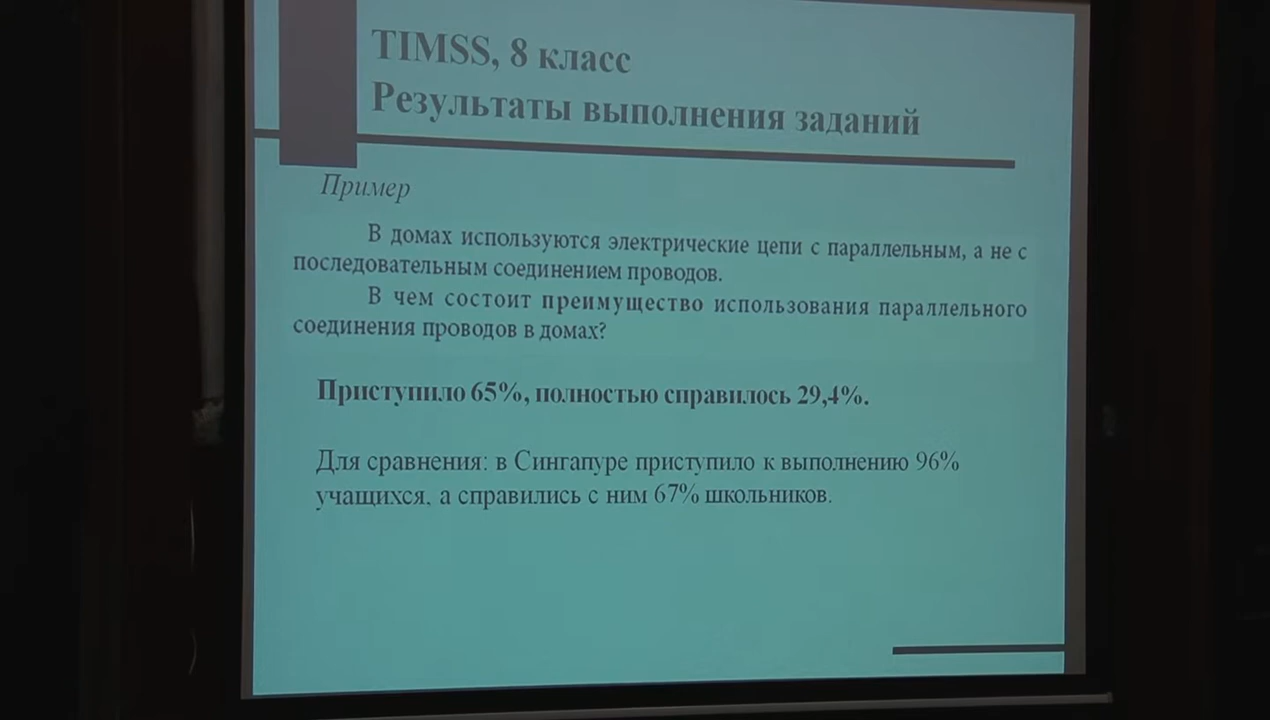 TIMSS, 8 класс
Результаты выполнения заданий
Пример
В домах используются электрические цепи с параллельным, а не с
последовательным соединением проводов.
В чем состоит преимущество использования параллельного
соединения проводов в домах?
Приступило 65%, полностью справилось 29,4%.
Для сравнения: в Сингапуре приступило к выполнению 96%
учащихся, а справились с ним 67% школьников.